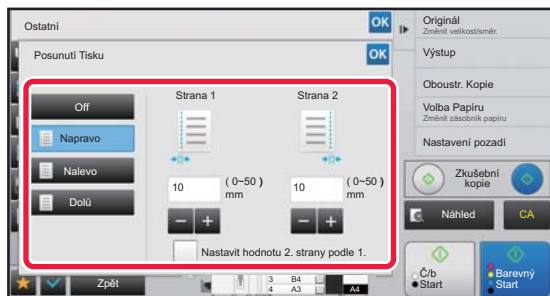 Ostatní
OK
Posunutí Tisku
OK
Off
Napravo
Nalevo
Dolů
Strana 1
Strana 2
10
( 0~50 )
mm
10
( 0~50 )
mm
Nastavit hodnotu 2. strany podle 1.
Zpět
3 B4
4 A3
A4
Originál
Změnit velikost/směr.
Výstup
Oboustr. Kopie
Volba Papíru
Změnit zásobník papíru
Nastavení pozadí
Zkušební
kopie
Náhled
CA
Č/b
Start
Barevný
Start